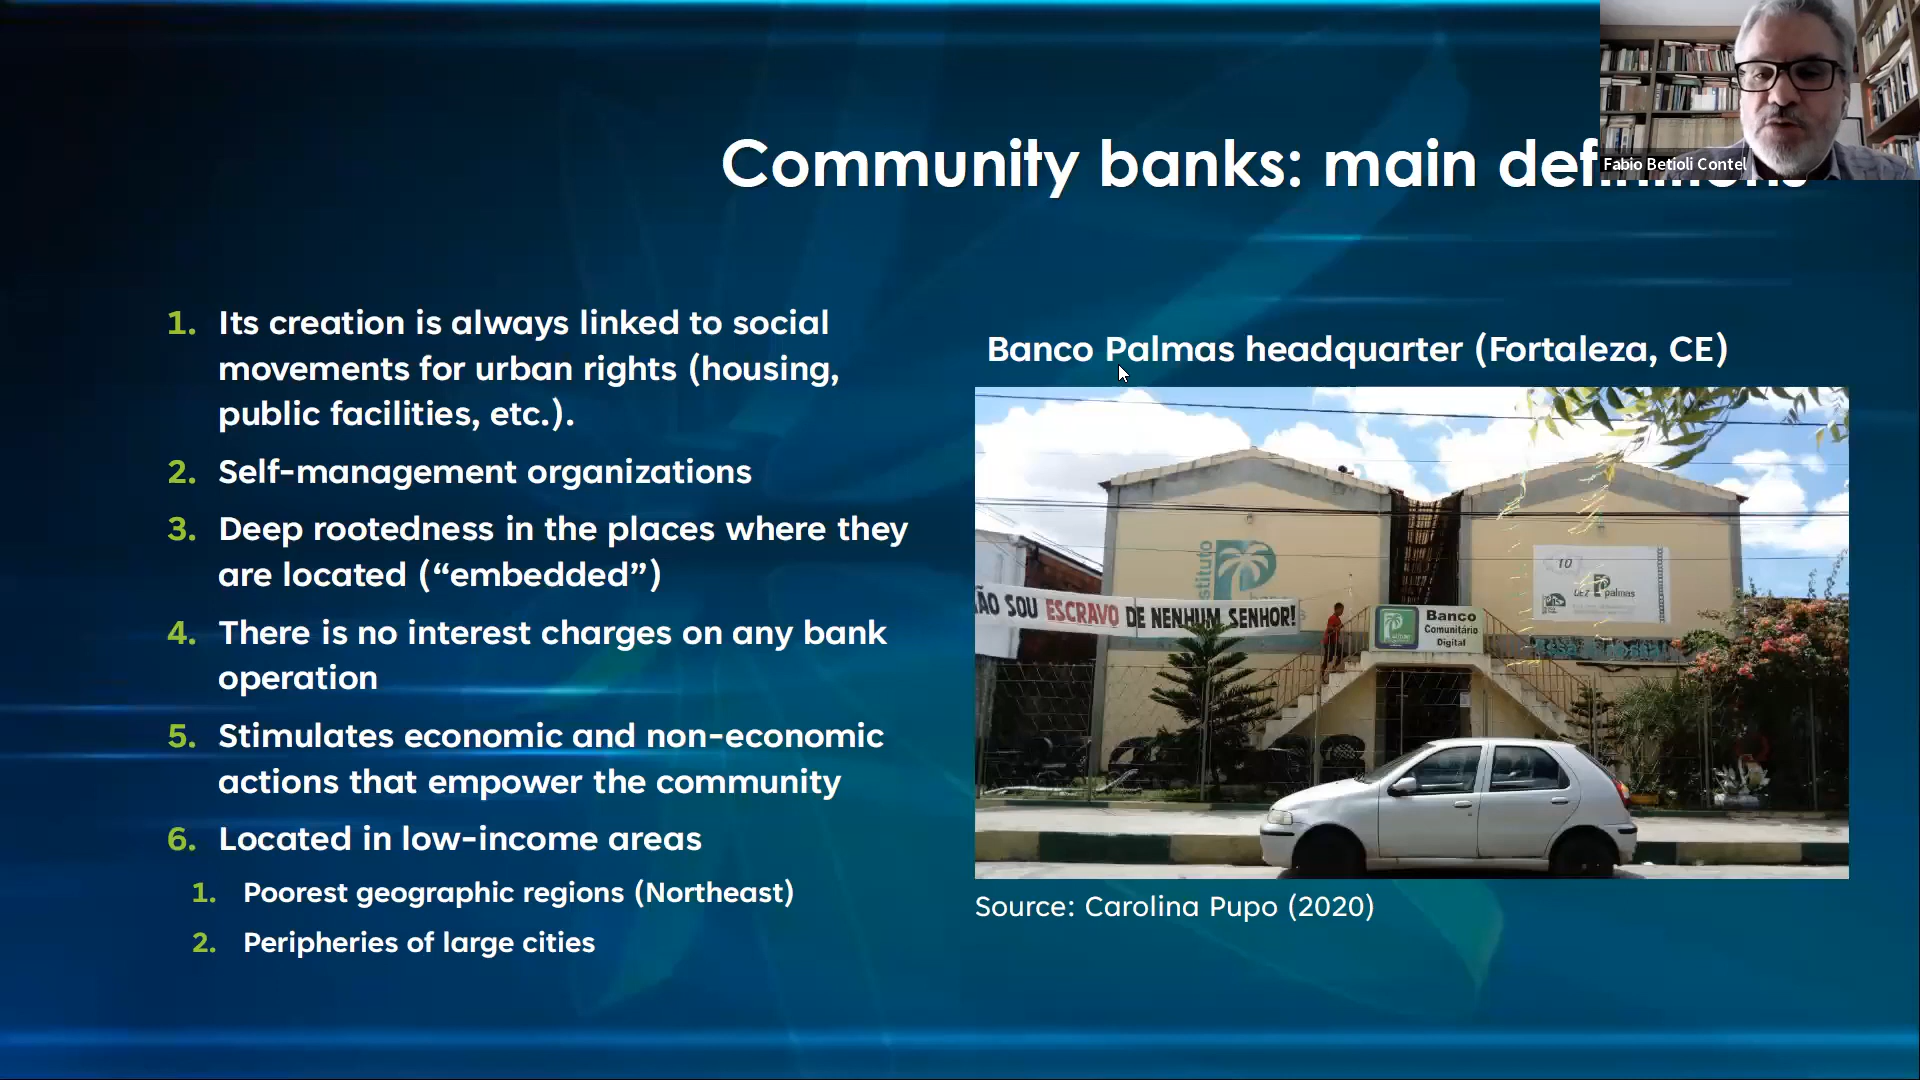 Community banks: main def
Fabio Betioli Contel
1. Its creation is always linked to social
movements for urban rights (housing,
public facilities, etc.).
2. Self-management organizations
3. Deep rootedness in the places where they
are located (“embedded”)
4. There is no interest charges on any bank
operation
5. Stimulates economic and non-economic
actions that empower the community
6. Located in low-income areas
1. Poorest geographic regions (Northeast)
2. Peripheries of large cities
Banco Palmas headquarter (Fortaleza, CE)
ÃO SOU ESCRAVO DE NENHUM SENHOR!
Banco
Comunitário
Digital
10
palmas
Source: Carolina Pupo (2020)